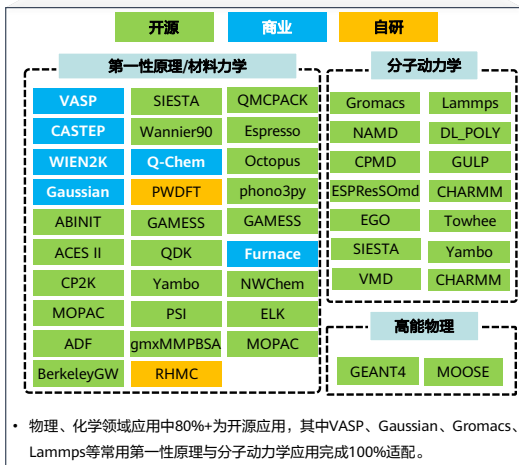 开源 商业 自研
第一性原理/材料力学
VASP SIESTA QMCPACK
CASTEP Wannier90 Espresso
WIEN2K Q-Chem Octopus
Gaussian PWDFT phono3py
ABINIT GAMESS GAMESS
ACES II QDK Furnace
CP2K Yambo NWChem
MOPAC PSI ELK
ADF gmxMMPBSA MOPAC
BerkeleyGW RHMC
分子动力学
Gromacs Lammps
NAMD DL_POLY
CPMD GULP
ESPResSOmd CHARMM
EGO Towhee
SIESTA Yambo
VMD CHARMM
高能物理
GEANT4 MOOSE
• 物理、化学领域应用中80%+为开源应用，其中VASP、Gaussian、Gromacs、
Lammps等常用第一性原理与分子动力学应用完成100%适配。